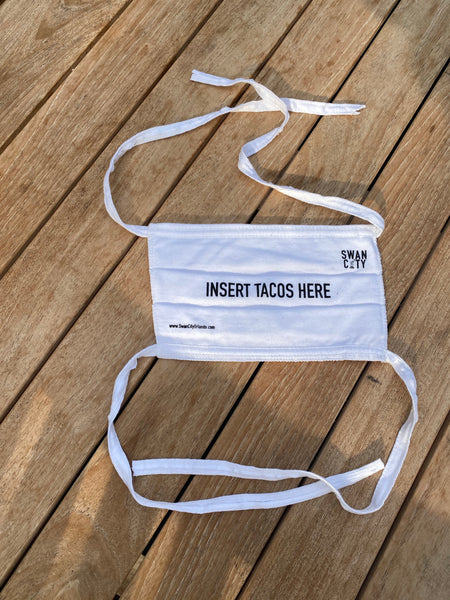 SWAN
CITY
INSERT TACOS HERE
www.SwanCityOrlando.com